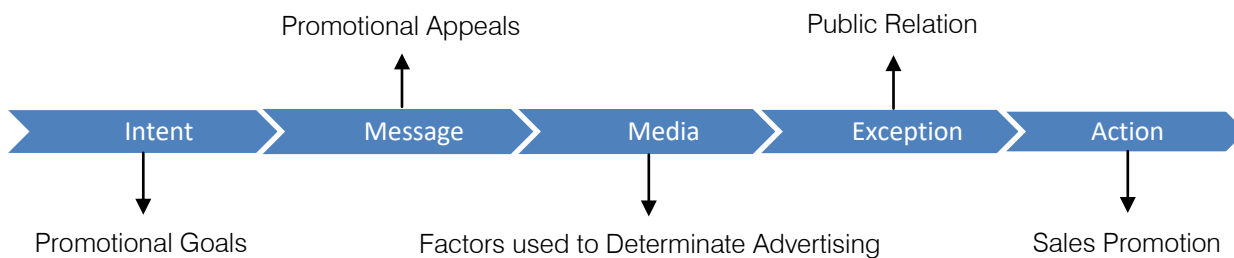 Promotional Appeals
Public Relation
Intent
Message
Media
Exception
Action
Promotional Goals
Factors used to Determinate Advertising
Sales Promotion